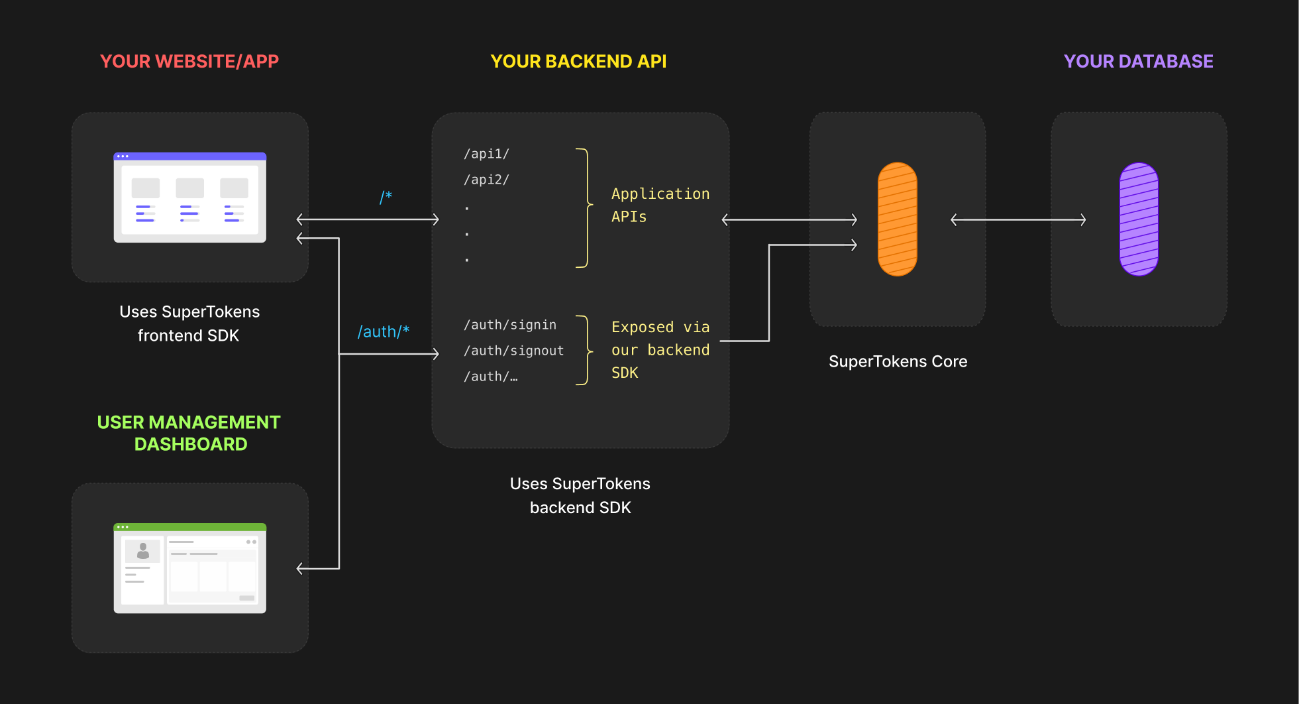 YOUR WEBSITE/APP
YOUR BACKEND API
YOUR DATABASE
/api1/
/api2/
.
.
.
Application
APIs
/*
Uses SuperTokens
frontend SDK
/auth/*
/auth/signin
/auth/signout
/auth/…
Exposed via
our backend
SDK
SuperTokens Core
USER MANAGEMENT
DASHBOARD
Uses SuperTokens
backend SDK